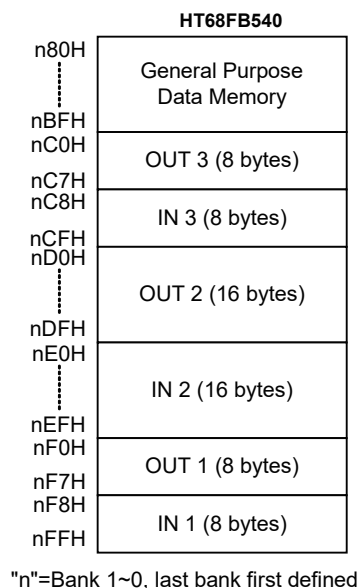 HT68FB540
n80H
General Purpose
Data Memory
nBFH
nC0H
OUT 3 (8 bytes)
nC7H
nC8H
IN 3 (8 bytes)
nCFH
nD0H
OUT 2 (16 bytes)
nDFH
nE0H
IN 2 (16 bytes)
nEFH
nF0H
OUT 1 (8 bytes)
nF7H
nF8H
IN 1 (8 bytes)
nFFH
"n"=Bank 1~0, last bank first defined